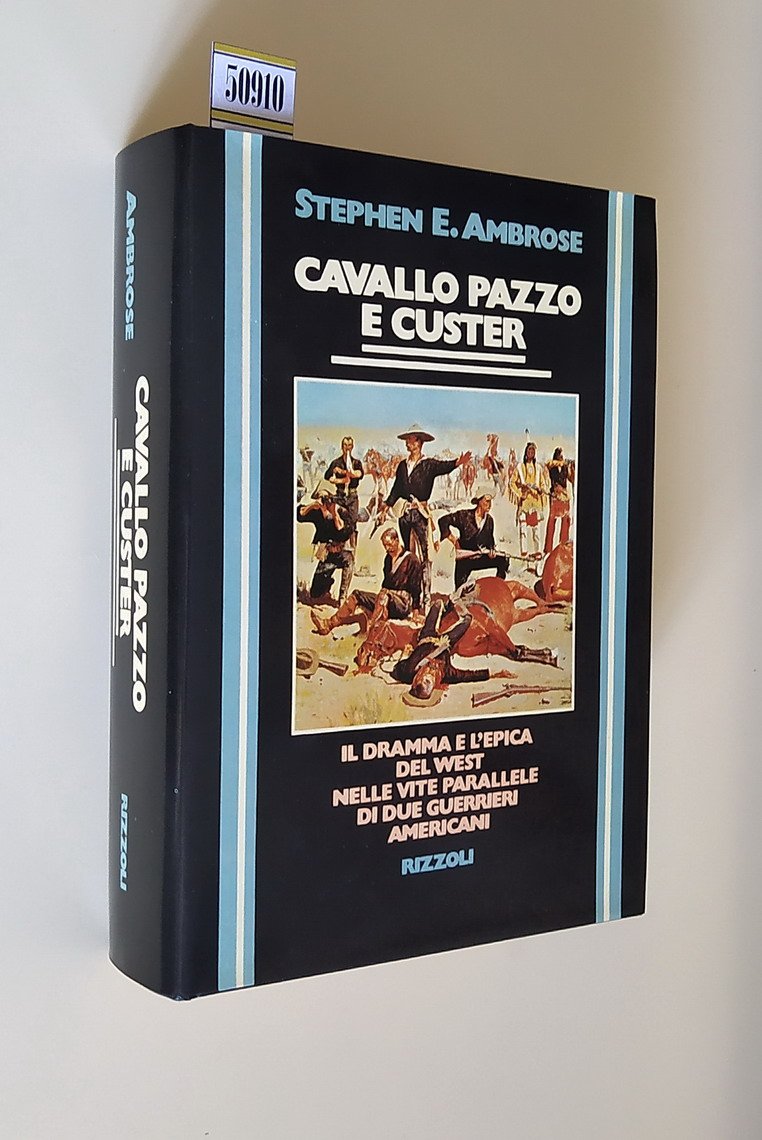 50910
STEPHEN E. AMBROSE
CAVALLO PAZZO
E CUSTER
IL DRAMMA E L'EPICA
DEL WEST
NELLE VITE PARALLELE
DI DUE GUERRIERI
AMERICANI
RIZZOLI
AMBROSE
CAVALLO PAZZO
E CUSTER
RIZZOLI